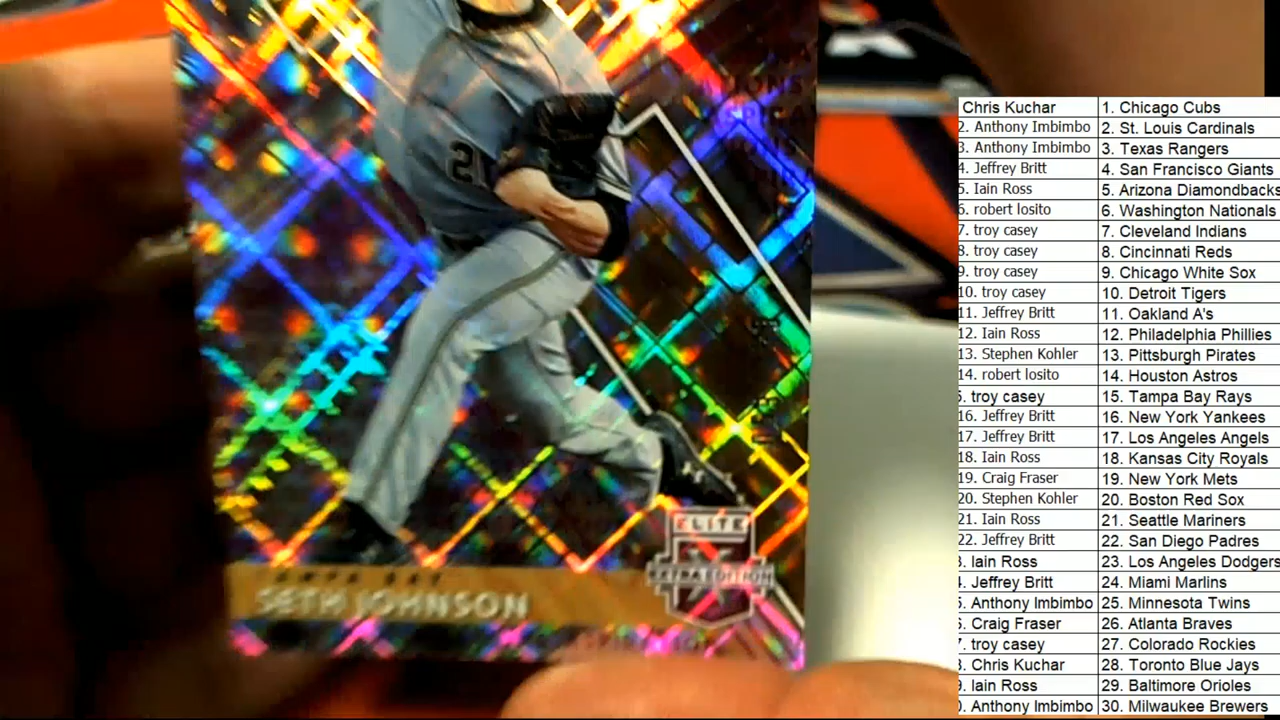 21
ELITE
EXTRA EDITION
TAMPA BAY
SETH JOHNSON
Chris Kuchar 1. Chicago Cubs
2. Anthony Imbimbo 2. St. Louis Cardinals
3. Anthony Imbimbo 3. Texas Rangers
4. Jeffrey Britt 4. San Francisco Giants
5. Iain Ross 5. Arizona Diamondbacks
6. robert losito 6. Washington Nationals
7. troy casey 7. Cleveland Indians
8. troy casey 8. Cincinnati Reds
9. troy casey 9. Chicago White Sox
10. troy casey 10. Detroit Tigers
11. Jeffrey Britt 11. Oakland A's
12. Iain Ross 12. Philadelphia Phillies
13. Stephen Kohler 13. Pittsburgh Pirates
14. robert losito 14. Houston Astros
5. troy casey 15. Tampa Bay Rays
16. Jeffrey Britt 16. New York Yankees
17. Jeffrey Britt 17. Los Angeles Angels
18. Iain Ross 18. Kansas City Royals
19. Craig Fraser 19. New York Mets
20. Stephen Kohler 20. Boston Red Sox
21. Iain Ross 21. Seattle Mariners
22. Jeffrey Britt 22. San Diego Padres
3. Iain Ross 23. Los Angeles Dodgers
4. Jeffrey Britt 24. Miami Marlins
5. Anthony Imbimbo 25. Minnesota Twins
6. Craig Fraser 26. Atlanta Braves
7. troy casey 27. Colorado Rockies
8. Chris Kuchar 28. Toronto Blue Jays
9. Iain Ross 29. Baltimore Orioles
0. Anthony Imbimbo 30. Milwaukee Brewers